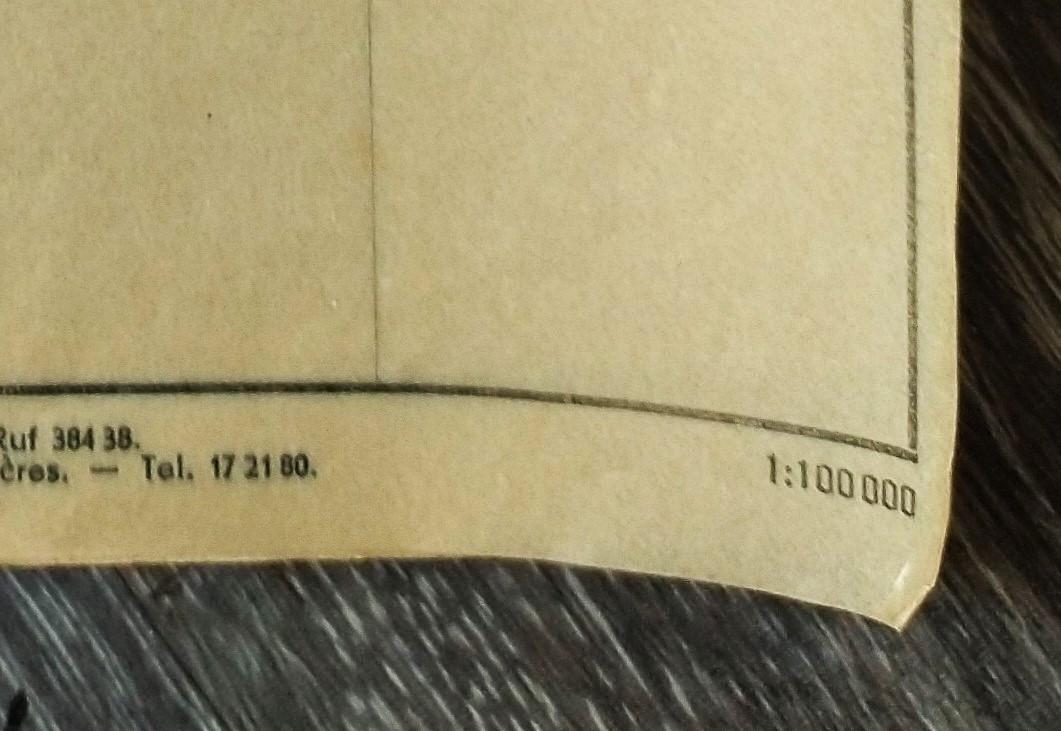 Ruf 384 38.
ères. — Tel. 17 21 80.
1:100 000